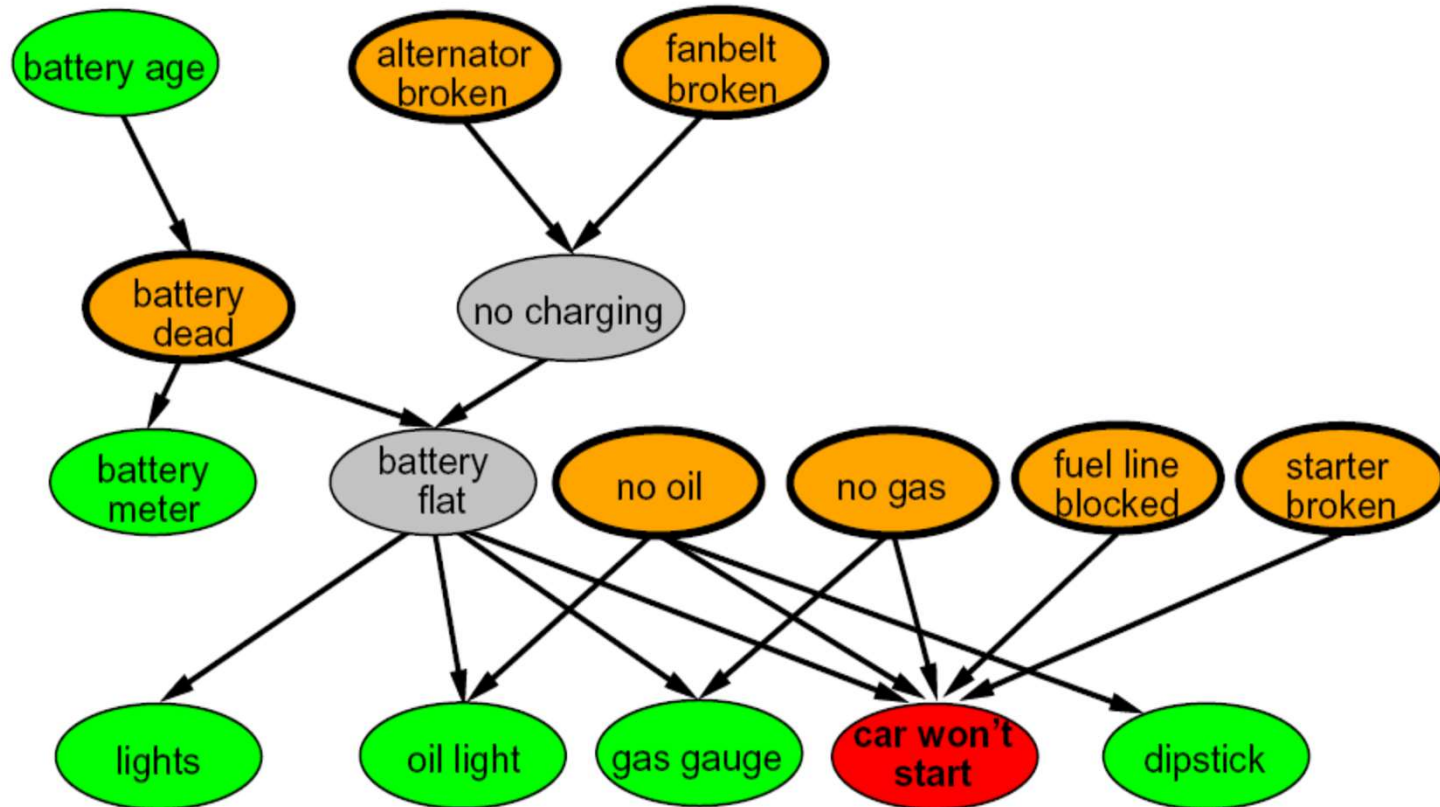 battery age
alternator
broken
fanbelt
broken
battery
dead
no charging
battery
meter
battery
flat
no oil
no gas
fuel line
blocked
starter
broken
lights
oil light
gas gauge
car won't
start
dipstick